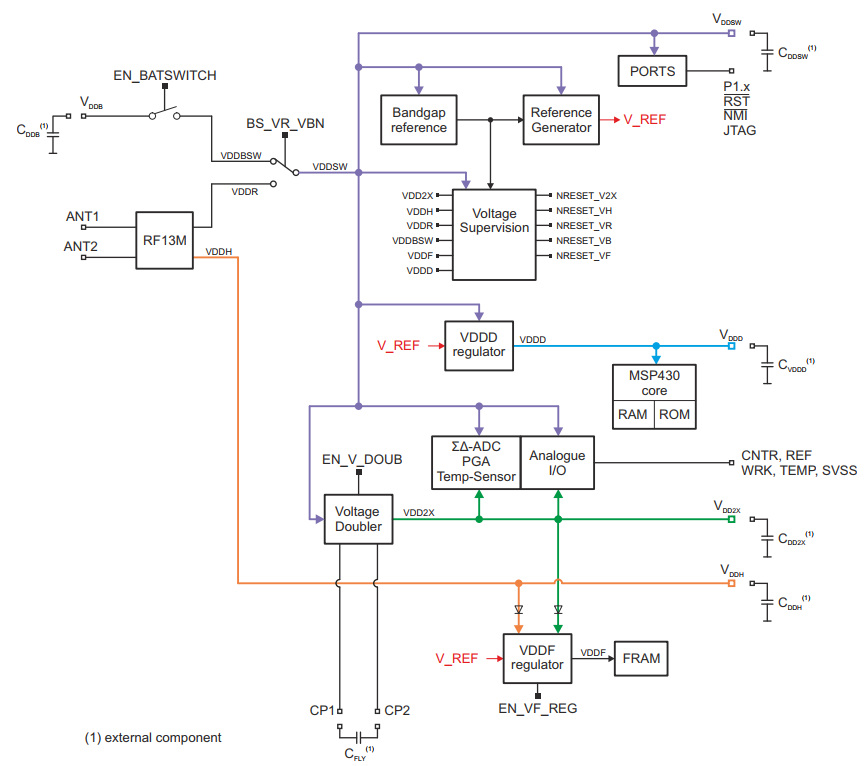 VDDSW
CDDSW(1)
EN_BATSWITCH
PORTS
VDDB
CDDB(1)
P1.x
RST
NMI
JTAG
BS_VR_VBN
Bandgap
reference
Reference
Generator
V_REF
VDDBSW
VDDSW
VDDR
ANT1
ANT2
RF13M
VDDH
Voltage
Supervision
VDD2X
VDDH
VDDR
VDDBSW
VDDF
VDDD
NRESET_V2X
NRESET_VH
NRESET_VR
NRESET_VB
NRESET_VF
V_REF
VDDD
regulator
VDDD
VDDD
CVDDD(1)
MSP430
core
RAM
ROM
EN_V_DOUB
ΣΔ-ADC
PGA
Temp-Sensor
Analogue
I/O
CNTR, REF
WRK, TEMP, SVSS
Voltage
Doubler
VDD2X
VDD2X
CDD2X(1)
VDDH
CDDH(1)
V_REF
VDDF
regulator
VDDF
FRAM
EN_VF_REG
CP1
CP2
CFLY(1)
(1) external component